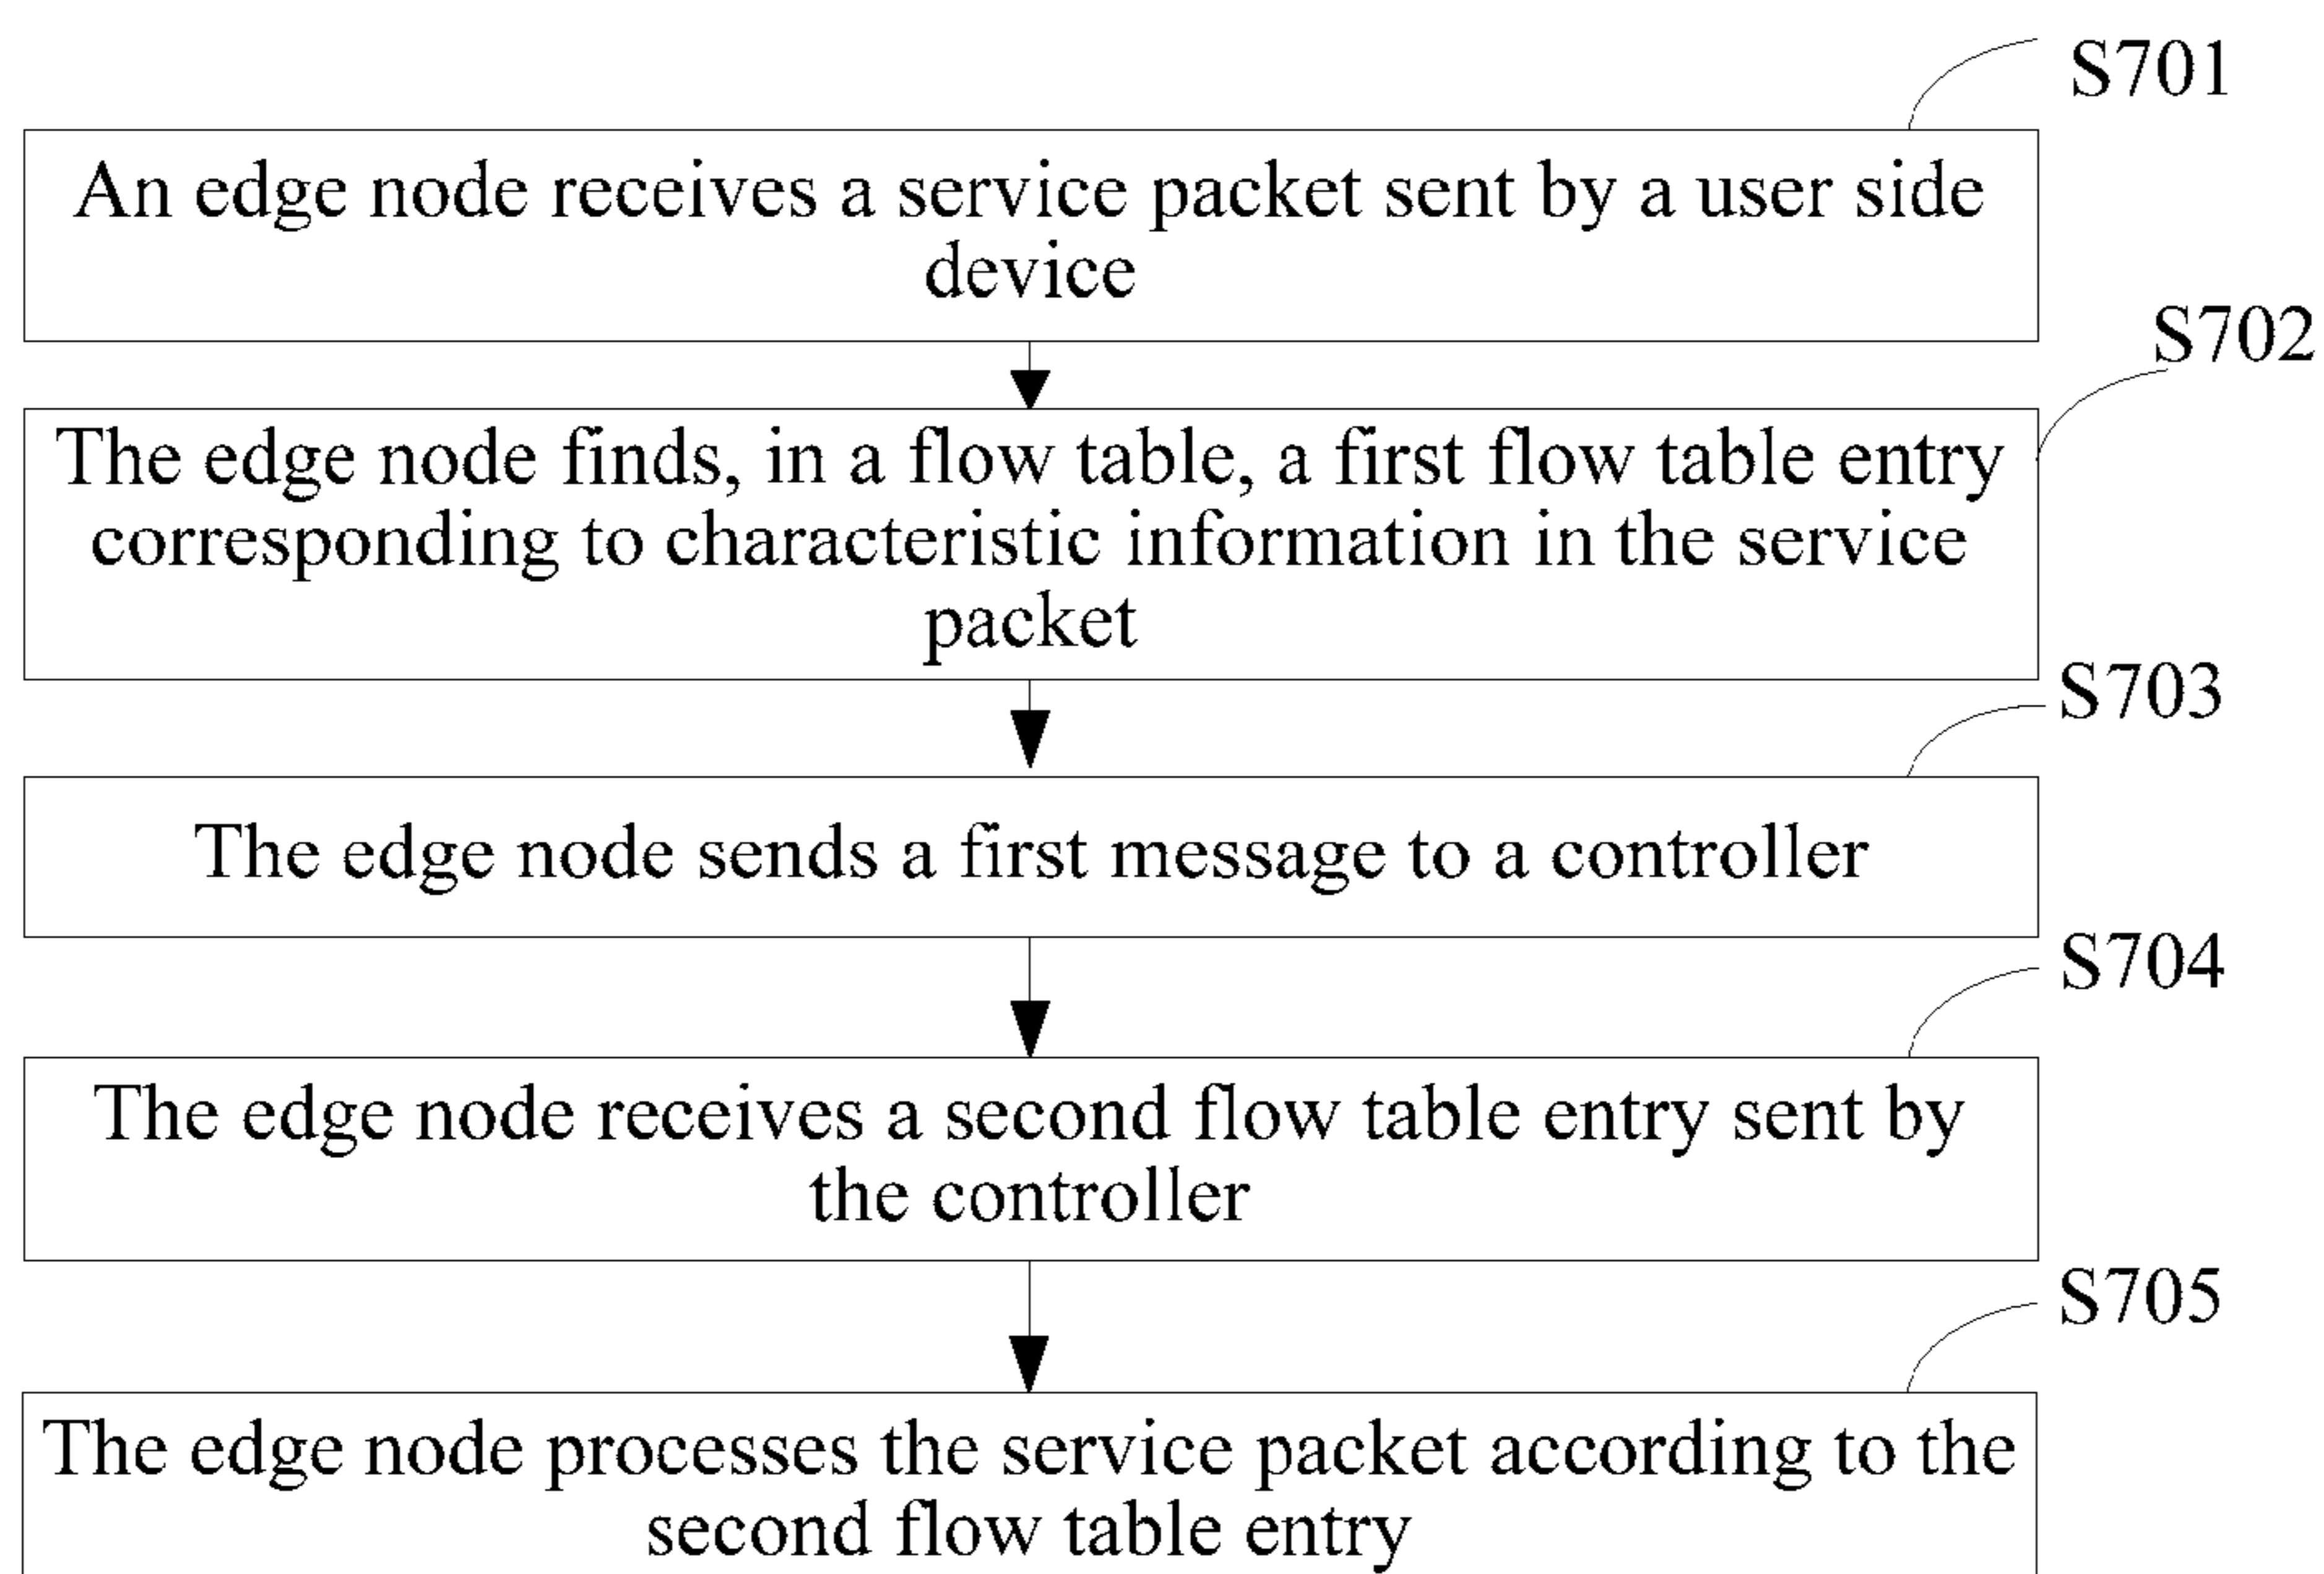 S701
An edge node receives a service packet sent by a user side
device
S702
The edge node finds, in a flow table, a first flow table entry
corresponding to characteristic information in the service
packet
S703
The edge node sends a first message to a controller
S704
The edge node receives a second flow table entry sent by
the controller
S705
The edge node processes the service packet according to the
second flow table entry